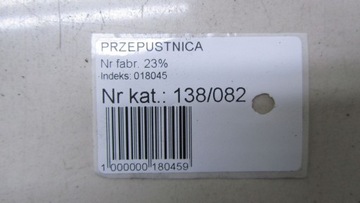 PRZEPUSTNICA
Nr fabr. 23%
Indeks: 018045
Nr kat.: 138/082
1 000000 180459